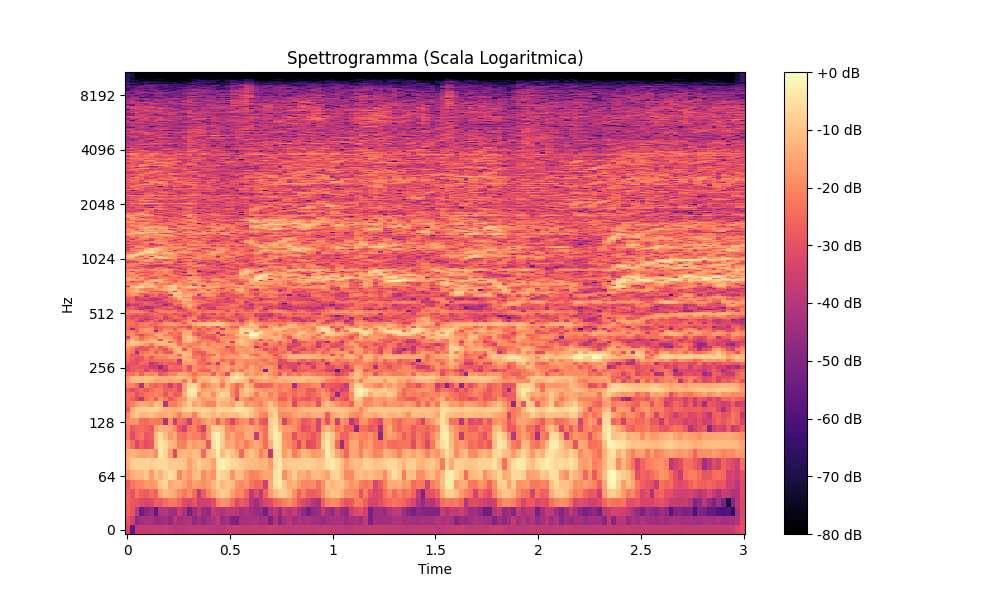 Spettrogramma (Scala Logaritmica)
Hz
8192
4096
2048
1024
512
256
128
64
0
0 0.5 1 1.5 2 2.5 3
Time
+0 dB
-10 dB
-20 dB
-30 dB
-40 dB
-50 dB
-60 dB
-70 dB
-80 dB